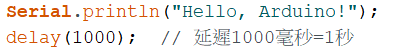 Serial.println("Hello, Arduino!");
delay(1000);  // 延遲1000毫秒=1秒